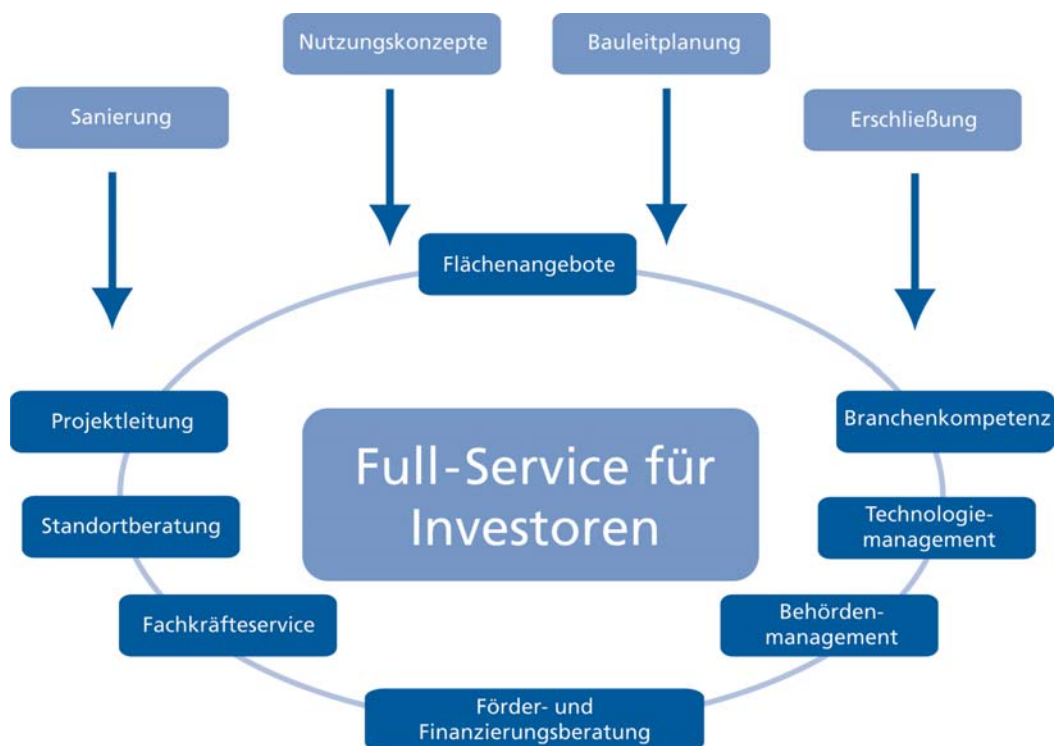 Nutzungskonzepte
Bauleitplanung
Sanierung
Erschließung
Flächenangebote
Projektleitung
Branchenkompetenz
Full-Service für
Investoren
Standortberatung
Technologie-
management
Fachkräfteservice
Behörden-
management
Förder- und
Finanzierungsberatung